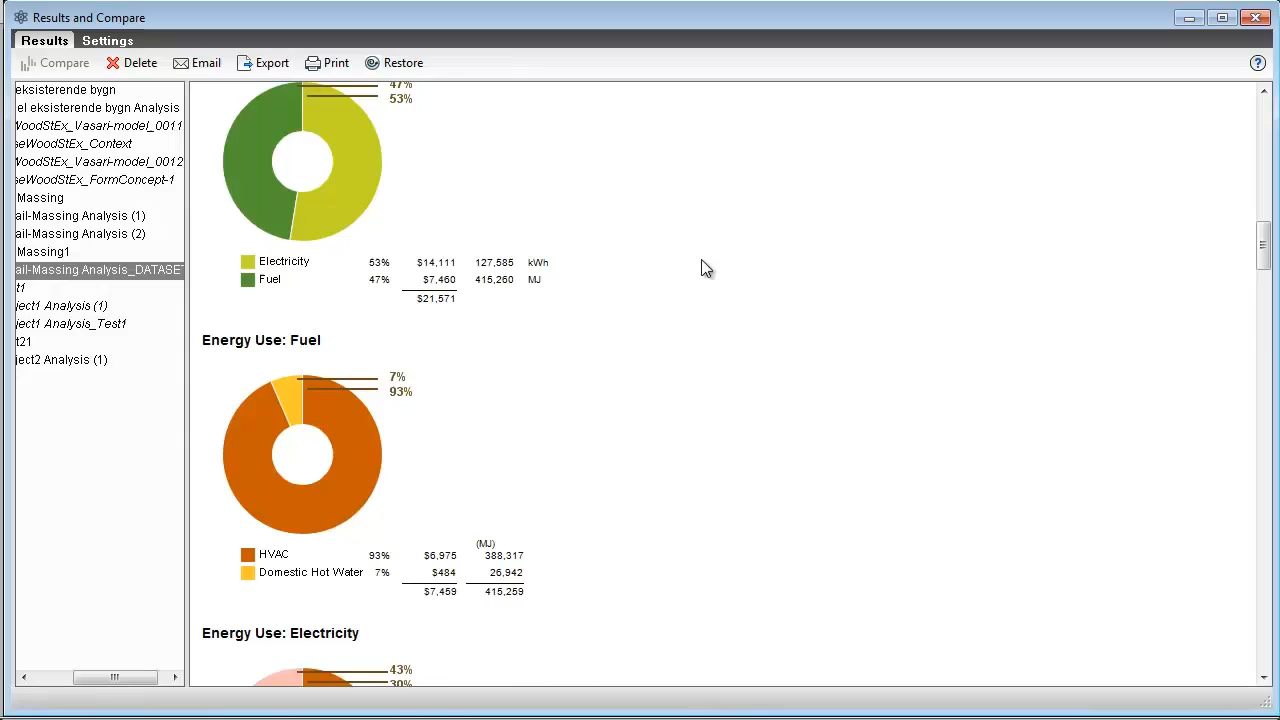 Results and Compare
Results Settings
Compare Delete Email Export Print Restore
eksisterende bygn
el eksisterende bygn Analysis
WoodStEx_Vasari-model_0011
seWoodStEx_Context
WoodStEx_Vasari-model_0012
seWoodStEx_FormConcept-1
Massing
ail-Massing Analysis (1)
ail-Massing Analysis (2)
Massing1
ail-Massing Analysis_DATASET
t1
ject1 Analysis (1)
ject1 Analysis_Test1
t21
ject2 Analysis (1)
47%
53%
Electricity 53% $14,111 127,585 kWh
Fuel 47% $7,460 415,260 MJ
$21,571
Energy Use: Fuel
7%
93%
(MJ)
HVAC 93% $6,975 388,317
Domestic Hot Water 7% $484 26,942
$7,459 415,259
Energy Use: Electricity
43%
30%